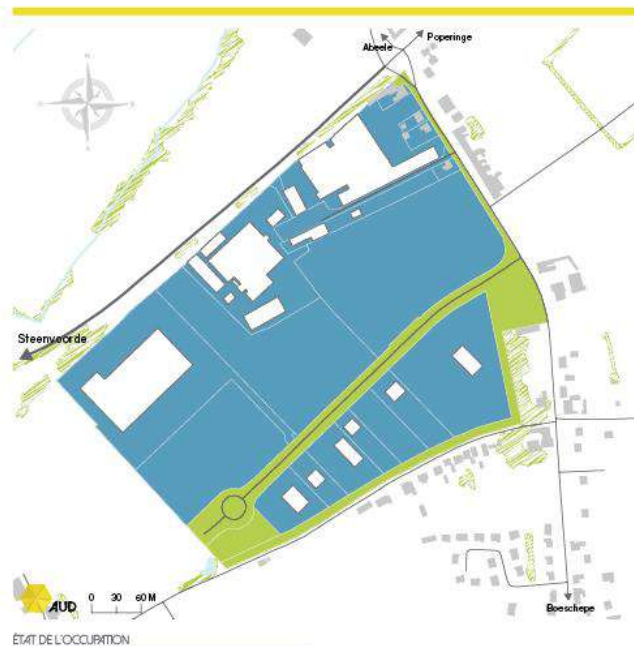 Poperinge
Abeele
Steenvoorde
AUD
0 30 60 M
Boeschepe
ÉTAT DE L'OCCUPATION